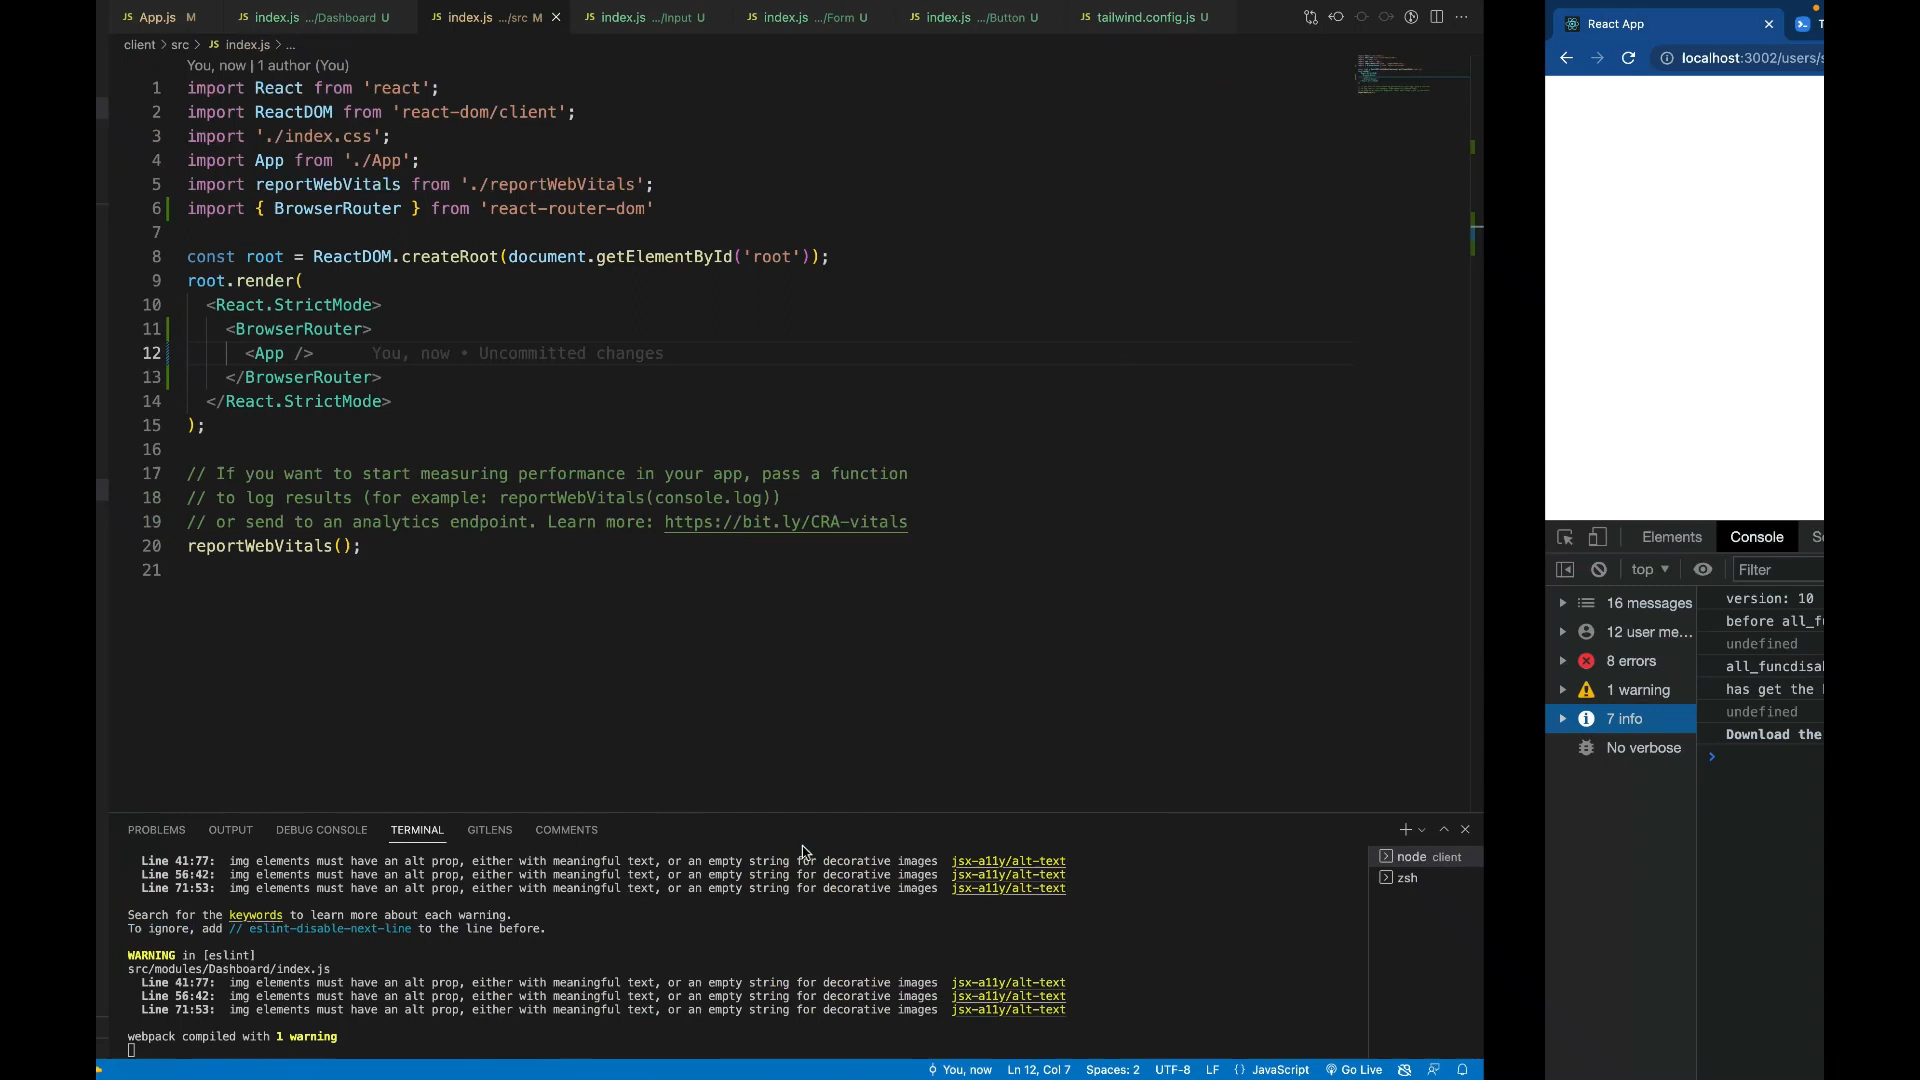 App.js M
index.js .../Dashboard U
index.js .../src M
index.js .../Input U
index.js .../Form U
index.js .../Button U
tailwind.config.js U
client > src > JS index.js > ...
You, now | 1 author (You)
1 import React from 'react';
2 import ReactDOM from 'react-dom/client';
3 import './index.css';
4 import App from './App';
5 import reportWebVitals from './reportWebVitals';
6 import { BrowserRouter } from 'react-router-dom'
7
8 const root = ReactDOM.createRoot(document.getElementById('root'));
9 root.render(
10 <React.StrictMode>
11 <BrowserRouter>
12 <App /> You, now • Uncommitted changes
13 </BrowserRouter>
14 </React.StrictMode>
15 );
16
17 // If you want to start measuring performance in your app, pass a function
18 // to log results (for example: reportWebVitals(console.log))
19 // or send to an analytics endpoint. Learn more: https://bit.ly/CRA-vitals
20 reportWebVitals();
21
PROBLEMS OUTPUT DEBUG CONSOLE TERMINAL GITLENS COMMENTS
Line 41:77: img elements must have an alt prop, either with meaningful text, or an empty string for decorative images jsx-a11y/alt-text
Line 56:42: img elements must have an alt prop, either with meaningful text, or an empty string for decorative images jsx-a11y/alt-text
Line 71:53: img elements must have an alt prop, either with meaningful text, or an empty string for decorative images jsx-a11y/alt-text
Search for the keywords to learn more about each warning.
To ignore, add // eslint-disable-next-line to the line before.
WARNING in [eslint]
src/modules/Dashboard/index.js
Line 41:77: img elements must have an alt prop, either with meaningful text, or an empty string for decorative images jsx-a11y/alt-text
Line 56:42: img elements must have an alt prop, either with meaningful text, or an empty string for decorative images jsx-a11y/alt-text
Line 71:53: img elements must have an alt prop, either with meaningful text, or an empty string for decorative images jsx-a11y/alt-text
webpack compiled with 1 warning
node client
zsh
You, now Ln 12, Col 7 Spaces: 2 UTF-8 LF {} JavaScript Go Live
React App
localhost:3002/users/
Elements Console
top Filter
16 messages
12 user me...
8 errors
1 warning
7 info
No verbose
version: 10
before all_f
undefined
all_funcdisa
has get the
undefined
Download the